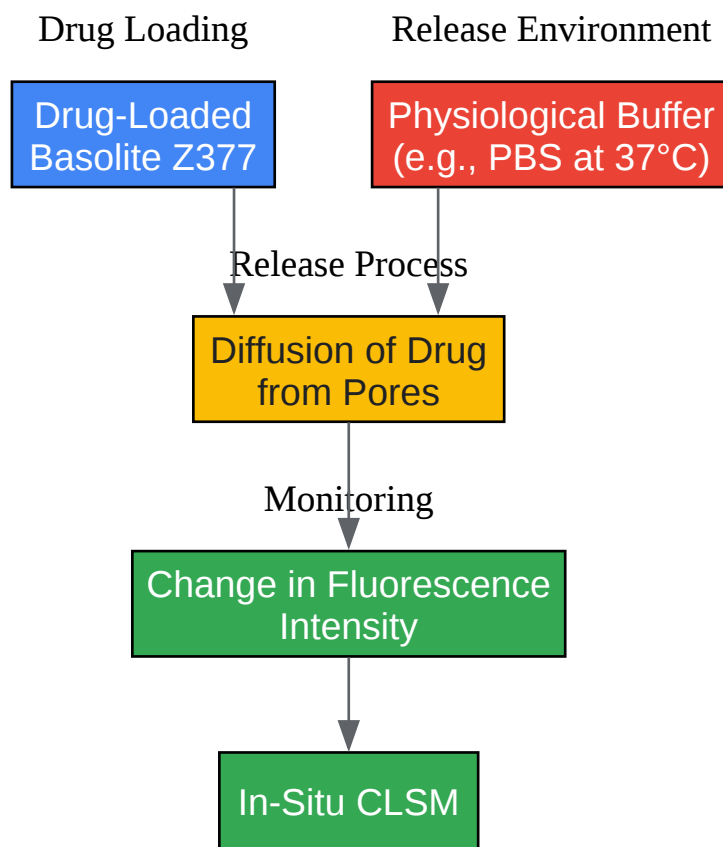 Drug Loading
Release Environment
Drug-Loaded
Basolite Z377
Physiological Buffer
(e.g., PBS at 37°C)
Release Process
Diffusion of Drug
from Pores
Monitoring
Change in Fluorescence
Intensity
In-Situ CLSM